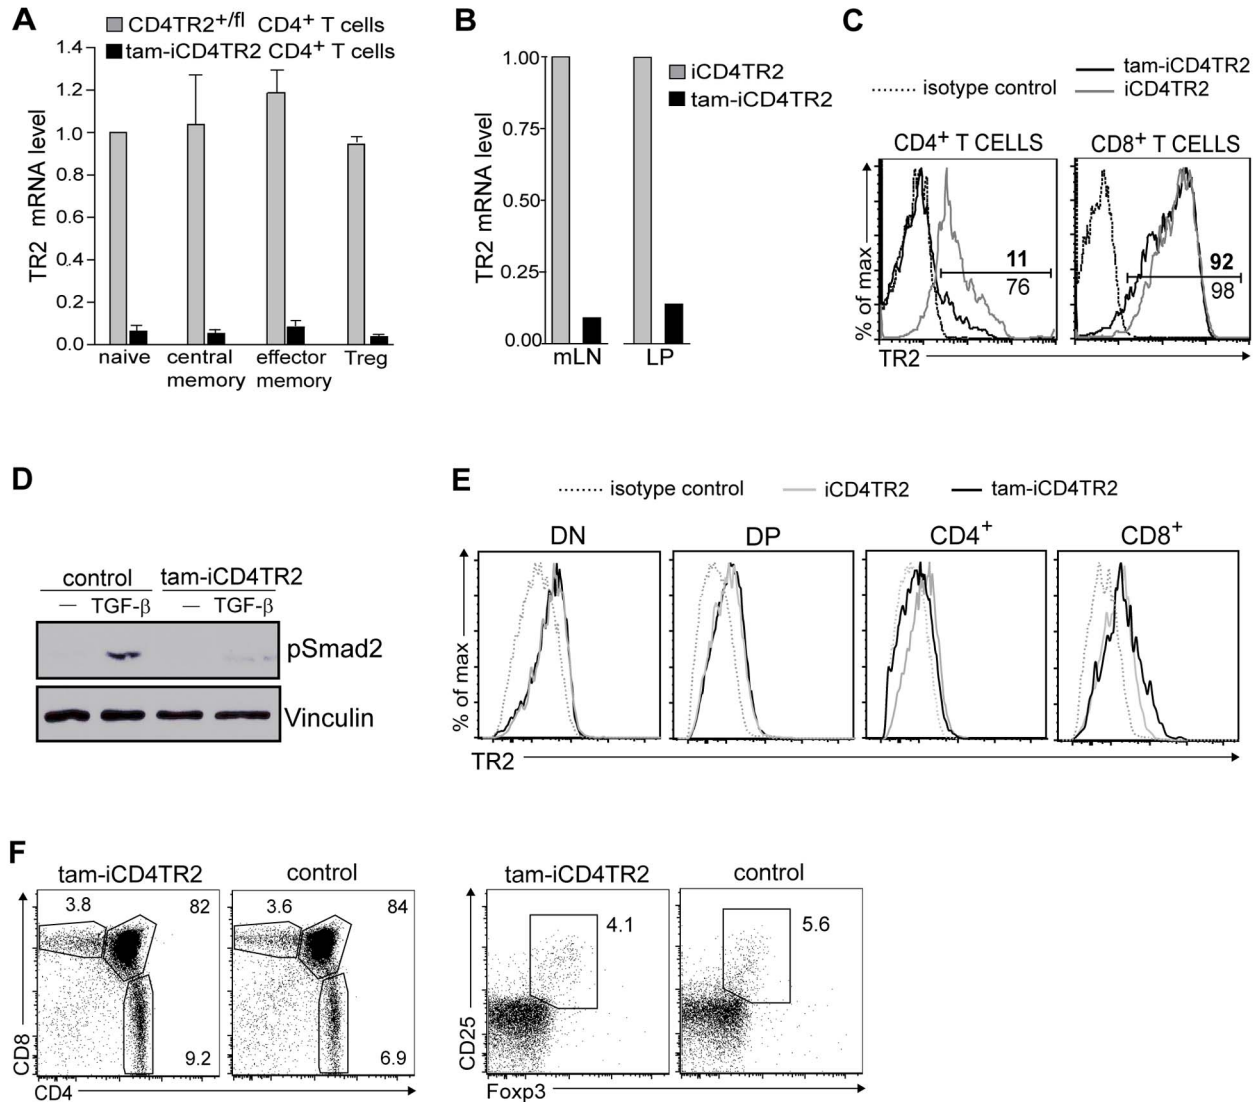 A
CD4TR2+/fl CD4+ T cells
tam-iCD4TR2 CD4+ T cells
TR2 mRNA level
1.4
1.2
1.0
0.8
0.6
0.4
0.2
0.0
naive
central memory
effector memory
Treg
B
iCD4TR2
tam-iCD4TR2
TR2 mRNA level
1.00
0.75
0.50
0.25
0.00
mLN
LP
C
isotype control
tam-iCD4TR2
iCD4TR2
CD4+ T CELLS
CD8+ T CELLS
% of max
11
76
92
98
TR2
D
control
tam-iCD4TR2
— TGF-β — TGF-β
pSmad2
Vinculin
E
isotype control
iCD4TR2
tam-iCD4TR2
DN
DP
CD4+
CD8+
% of max
TR2
F
tam-iCD4TR2
control
3.8
82
9.2
3.6
84
6.9
CD8
CD4
tam-iCD4TR2
control
4.1
5.6
CD25
Foxp3